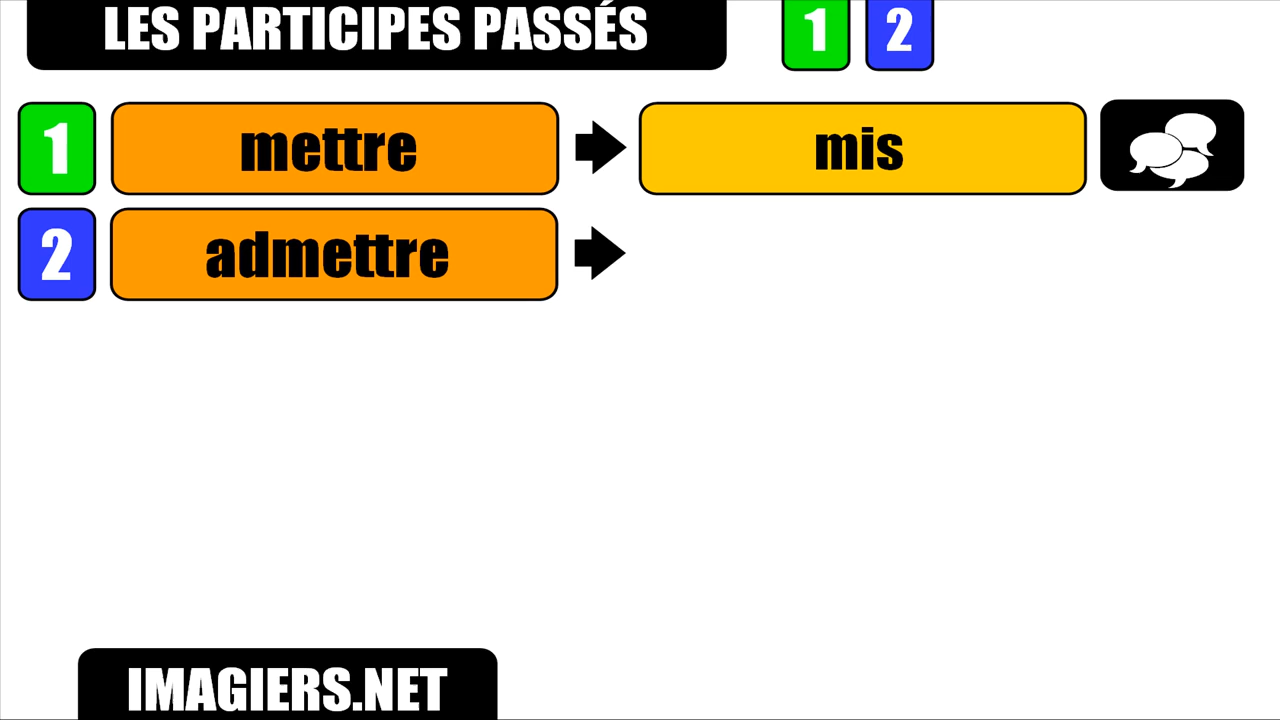 LES PARTICIPES PASSÉS 1 2
1 mettre mis
2 admettre
IMAGIERS.NET